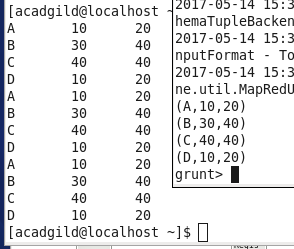 [acadgild@localhost ~
A 10 20
B 30 40
C 40 40
D 10 20
A 10 20
B 30 40
C 40 40
D 10 20
A 10 20
B 30 40
C 40 40
D 10 20
[acadgild@localhost ~]$
2017-05-14 15:3
hemaTupleBacken
2017-05-14 15:3
nputFormat - To
2017-05-14 15:3
ne.util.MapRedU
(A,10,20)
(B,30,40)
(C,40,40)
(D,10,20)
grunt>